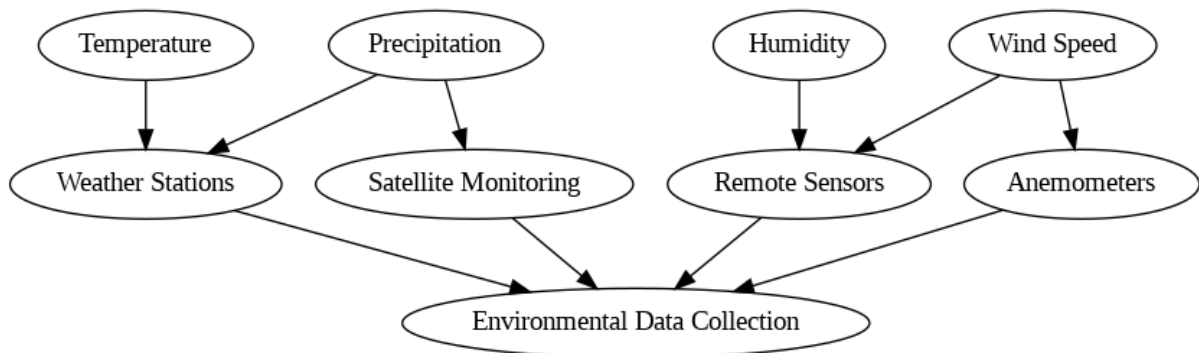 Temperature
Precipitation
Humidity
Wind Speed
Weather Stations
Satellite Monitoring
Remote Sensors
Anemometers
Environmental Data Collection